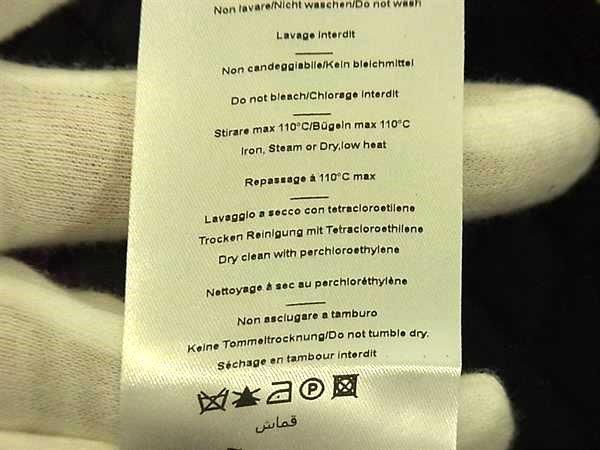 Non lavare/Nicht waschen/Do not wash
Lavage interdit
Non candeggiabile/Kein bleichmittel
Do not bleach/Chlorage interdit
Stirare max 110°C/Bügeln max 110°C
Iron, Steam or Dry,low heat
Repassage à 110°C max
Lavaggio a secco con tetracloroetilene
Trocken Reinigung mit Tetracloroethilene
Dry clean with perchloroethylene
Nettoyage à sec au perchloréthylène
Non asciugare a tamburo
Keine Tommeltrocknung/Do not tumble dry.
Séchage en tambour interdit
P
قماش